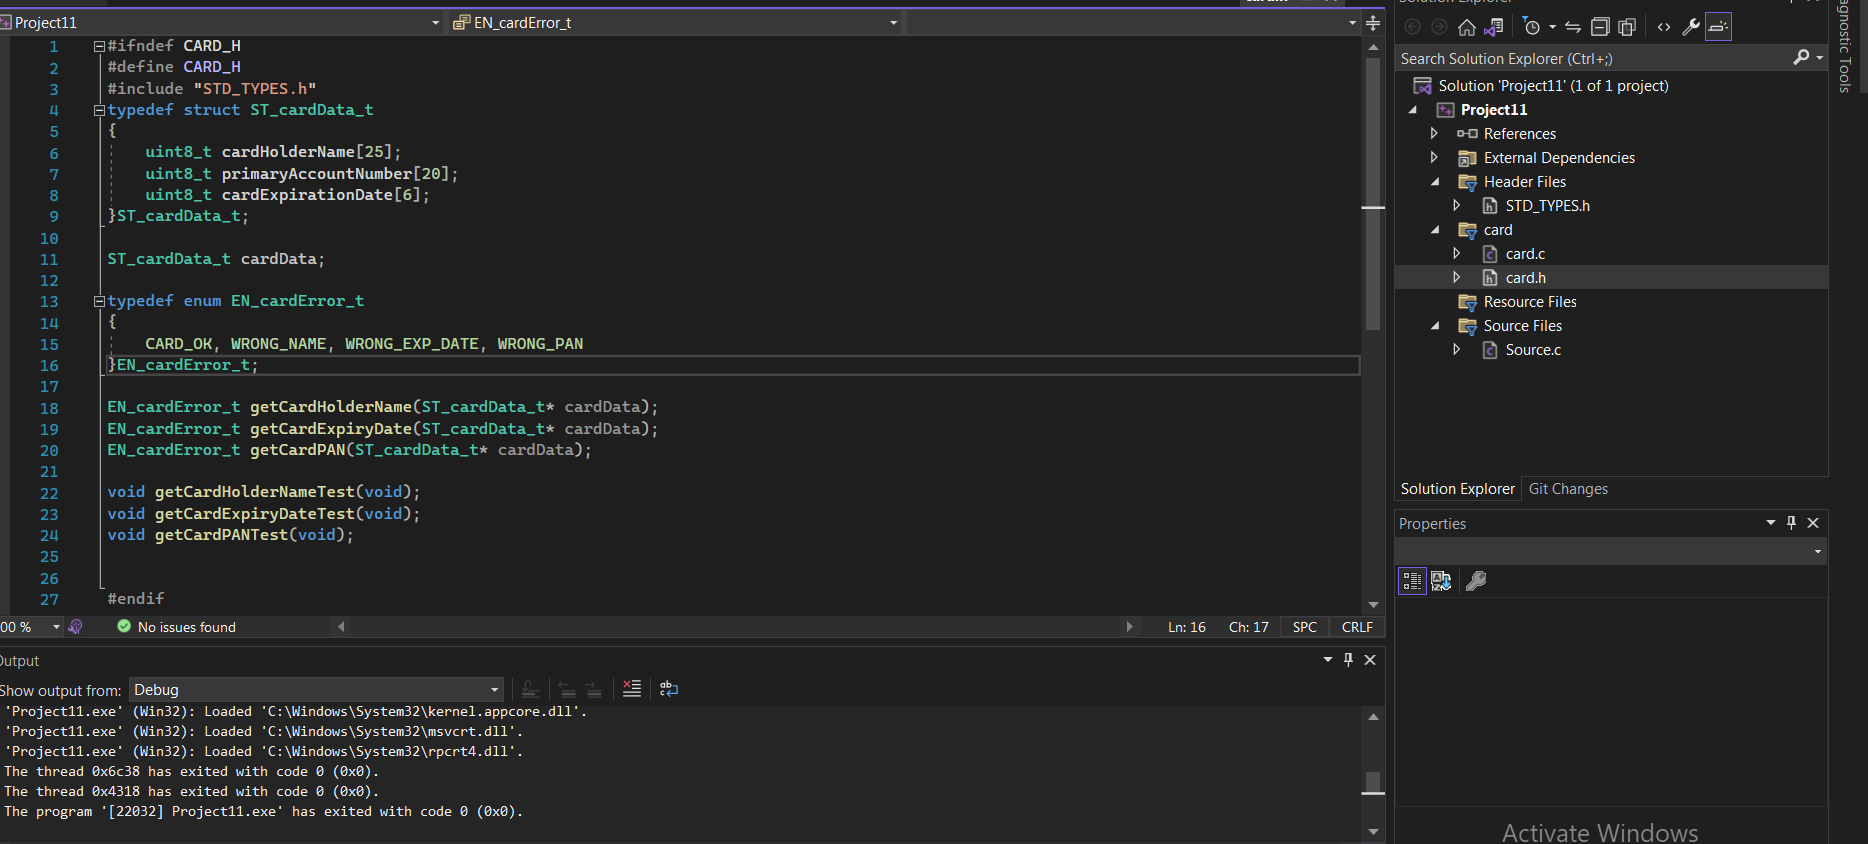 Project11
EN_cardError_t
1 #ifndef CARD_H
2 #define CARD_H
3 #include "STD_TYPES.h"
4 typedef struct ST_cardData_t
5 {
6 uint8_t cardHolderName[25];
7 uint8_t primaryAccountNumber[20];
8 uint8_t cardExpirationDate[6];
9 }ST_cardData_t;
10
11 ST_cardData_t cardData;
12
13 typedef enum EN_cardError_t
14 {
15 CARD_OK, WRONG_NAME, WRONG_EXP_DATE, WRONG_PAN
16 }EN_cardError_t;
17
18 EN_cardError_t getCardHolderName(ST_cardData_t* cardData);
19 EN_cardError_t getCardExpiryDate(ST_cardData_t* cardData);
20 EN_cardError_t getCardPAN(ST_cardData_t* cardData);
21
22 void getCardHolderNameTest(void);
23 void getCardExpiryDateTest(void);
24 void getCardPANTest(void);
25
26
27 #endif
00 % No issues found Ln: 16 Ch: 17 SPC CRLF
Output
Show output from: Debug
'Project11.exe' (Win32): Loaded 'C:\Windows\System32\kernel.appcore.dll'.
'Project11.exe' (Win32): Loaded 'C:\Windows\System32\msvcrt.dll'.
'Project11.exe' (Win32): Loaded 'C:\Windows\System32\rpcrt4.dll'.
The thread 0x6c38 has exited with code 0 (0x0).
The thread 0x4318 has exited with code 0 (0x0).
The program '[22032] Project11.exe' has exited with code 0 (0x0).
Solution Explorer
Search Solution Explorer (Ctrl+;)
Solution 'Project11' (1 of 1 project)
Project11
References
External Dependencies
Header Files
STD_TYPES.h
card
card.c
card.h
Resource Files
Source Files
Source.c
Solution Explorer Git Changes
Properties
Activate Windows
agnostic Tools